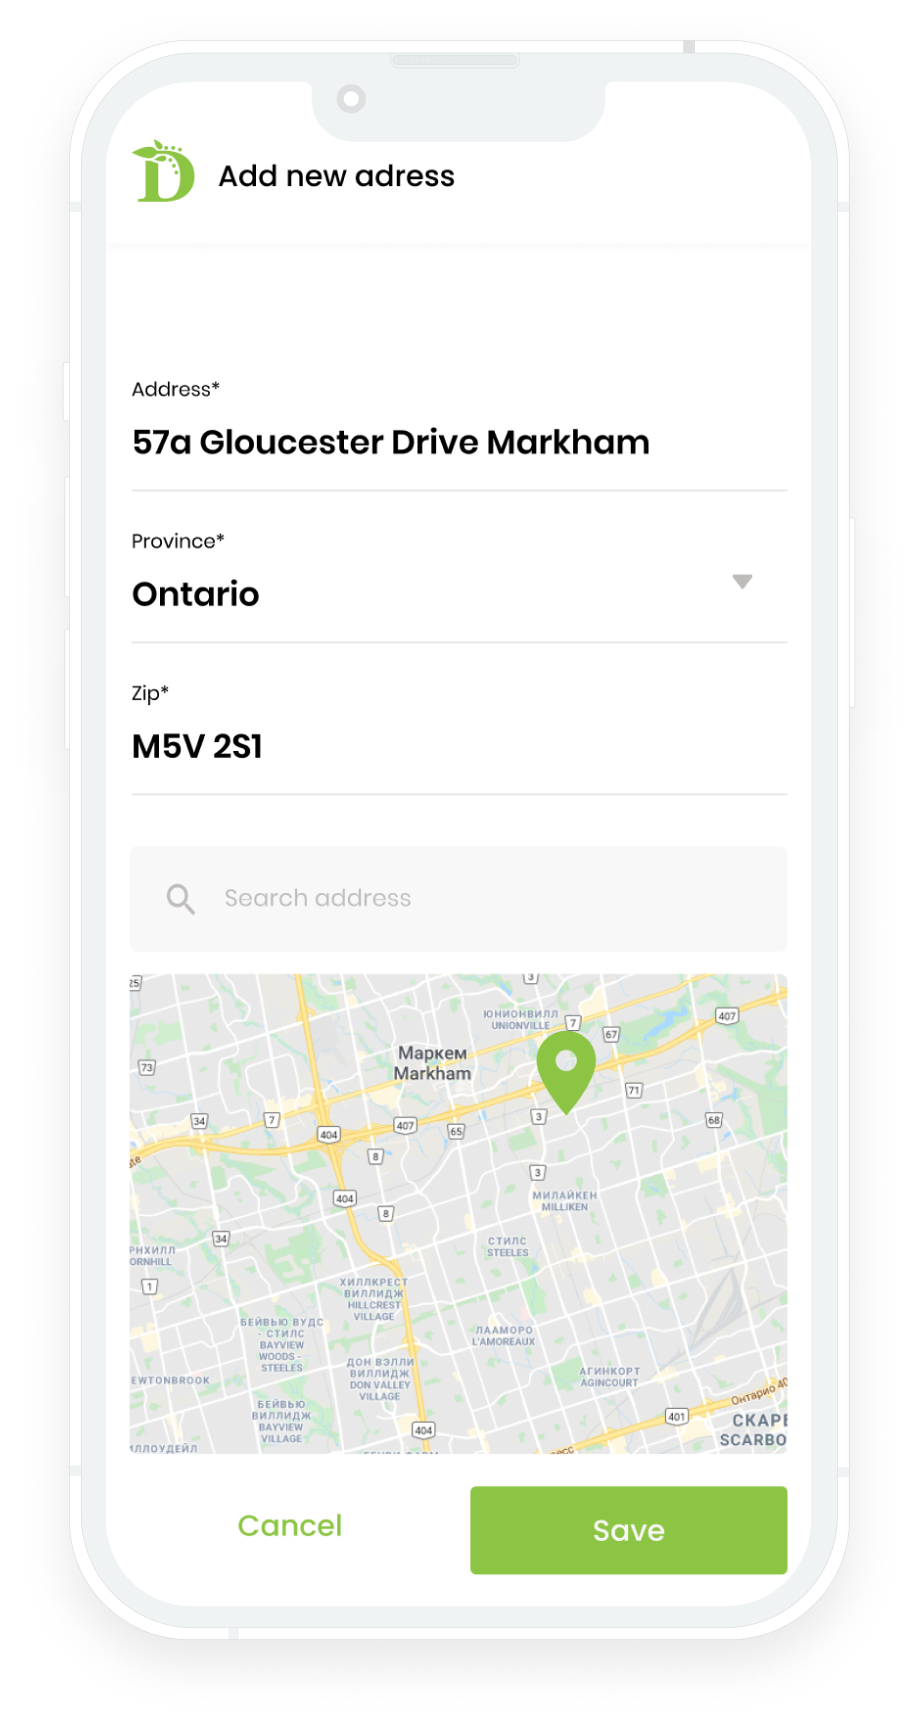 D
Add new adress
Address*
57a Gloucester Drive Markham
Province*
Ontario
Zip*
M5V 2S1
Search address
25
3
ЮНИОНВИЛЛ
UNIONVILLE
7
67
407
Маркем
Markham
73
71
34
7
404
407
65
3
68
8
3
404
8
МИЛАЙКЕН
MILLIKEN
34
СТИЛС
STEELES
РНХИЛЛ
ORNHILL
1
ХИЛЛКРЕСТ
ВИЛЛИДЖ
HILLCREST
VILLAGE
БЕЙВЬЮ ВУДС
- СТИЛС
BAYVIEW
WOODS -
STEELES
ЛААМОРО
L'AMOREAUX
ДОН ВЭЛЛИ
ВИЛЛИДЖ
DON VALLEY
VILLAGE
АГИНКОРТ
AGINCOURT
EWTONBROOK
Онтарио 40
БЕЙВЬЮ
ВИЛЛИДЖ
BAYVIEW
VILLAGE
404
401
СКАРБ
SCARBO
ИЛЛОУДЕЙЛ
Cancel
Save